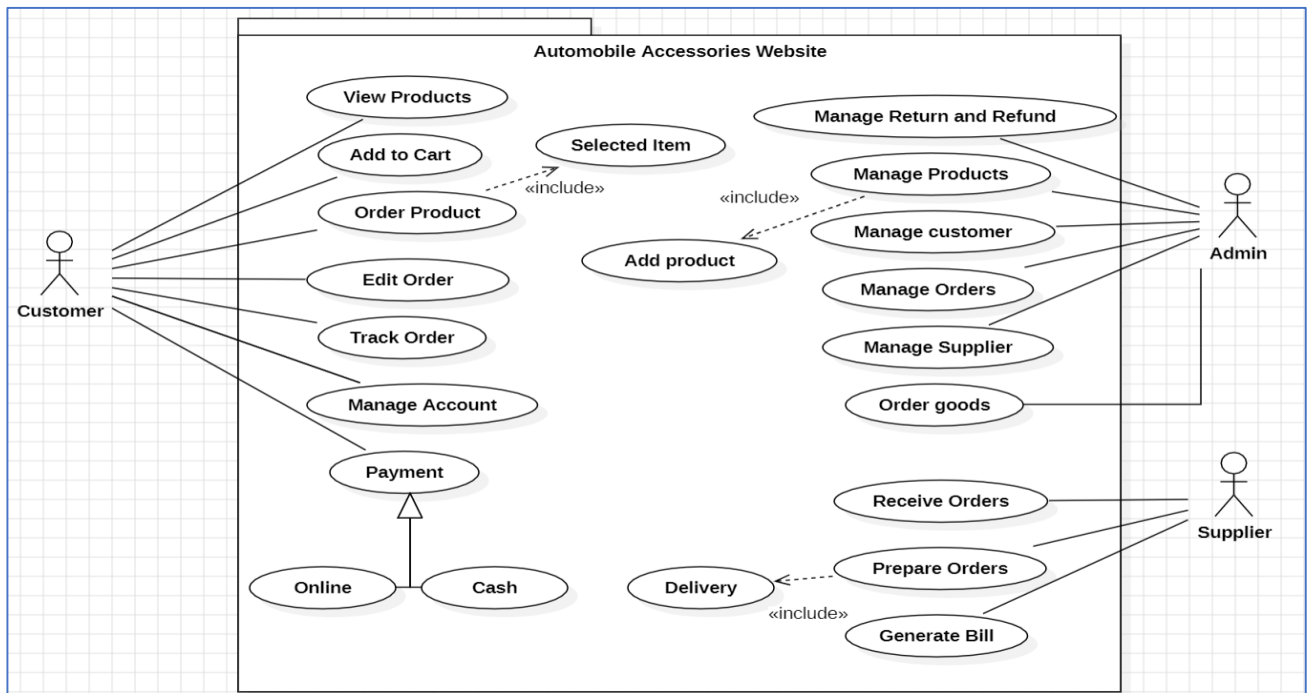 Automobile Accessories Website
View Products
Manage Return and Refund
Selected Item
Add to Cart
Manage Products
«include»
«include»
Order Product
Manage customer
Admin
Add product
Edit Order
Manage Orders
Customer
Track Order
Manage Supplier
Manage Account
Order goods
Payment
Receive Orders
Supplier
Prepare Orders
Online
Cash
Delivery
«include»
Generate Bill